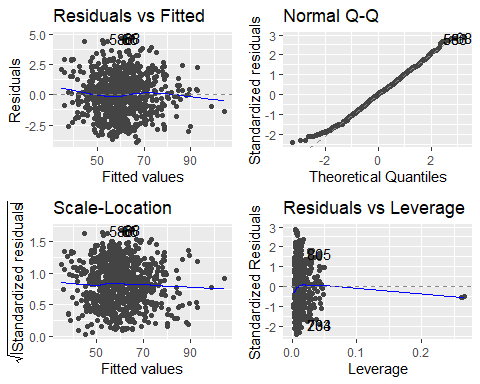 Residuals vs Fitted
Residuals
5.0
2.5
0.0
-2.5
50
70
90
Fitted values
Normal Q-Q
Standardized residuals
3
2
1
0
-1
-2
-2
0
2
Theoretical Quantiles
Scale-Location
√|Standardized residuals|
1.5
1.0
0.5
0.0
50
70
90
Fitted values
Residuals vs Leverage
Standardized Residuals
3
2
1
0
-1
-2
805
0.0
0.1
0.2
Leverage